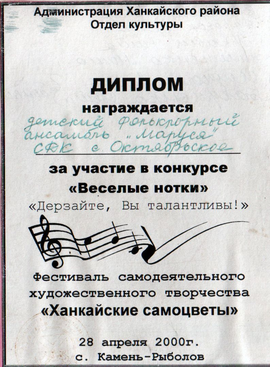 Администрация Ханкайского района
Отдел культуры
ДИПЛОМ
награждается
детский фольклорный
ансамбль „Маруся"
СДК с Октябрьское
за участие в конкурсе
«Веселые нотки»
«Дерзайте, Вы талантливы!»
Фестиваль самодеятельного
художественного творчества
«Ханкайские самоцветы»
28 апреля 2000г.
с. Камень-Рыболов